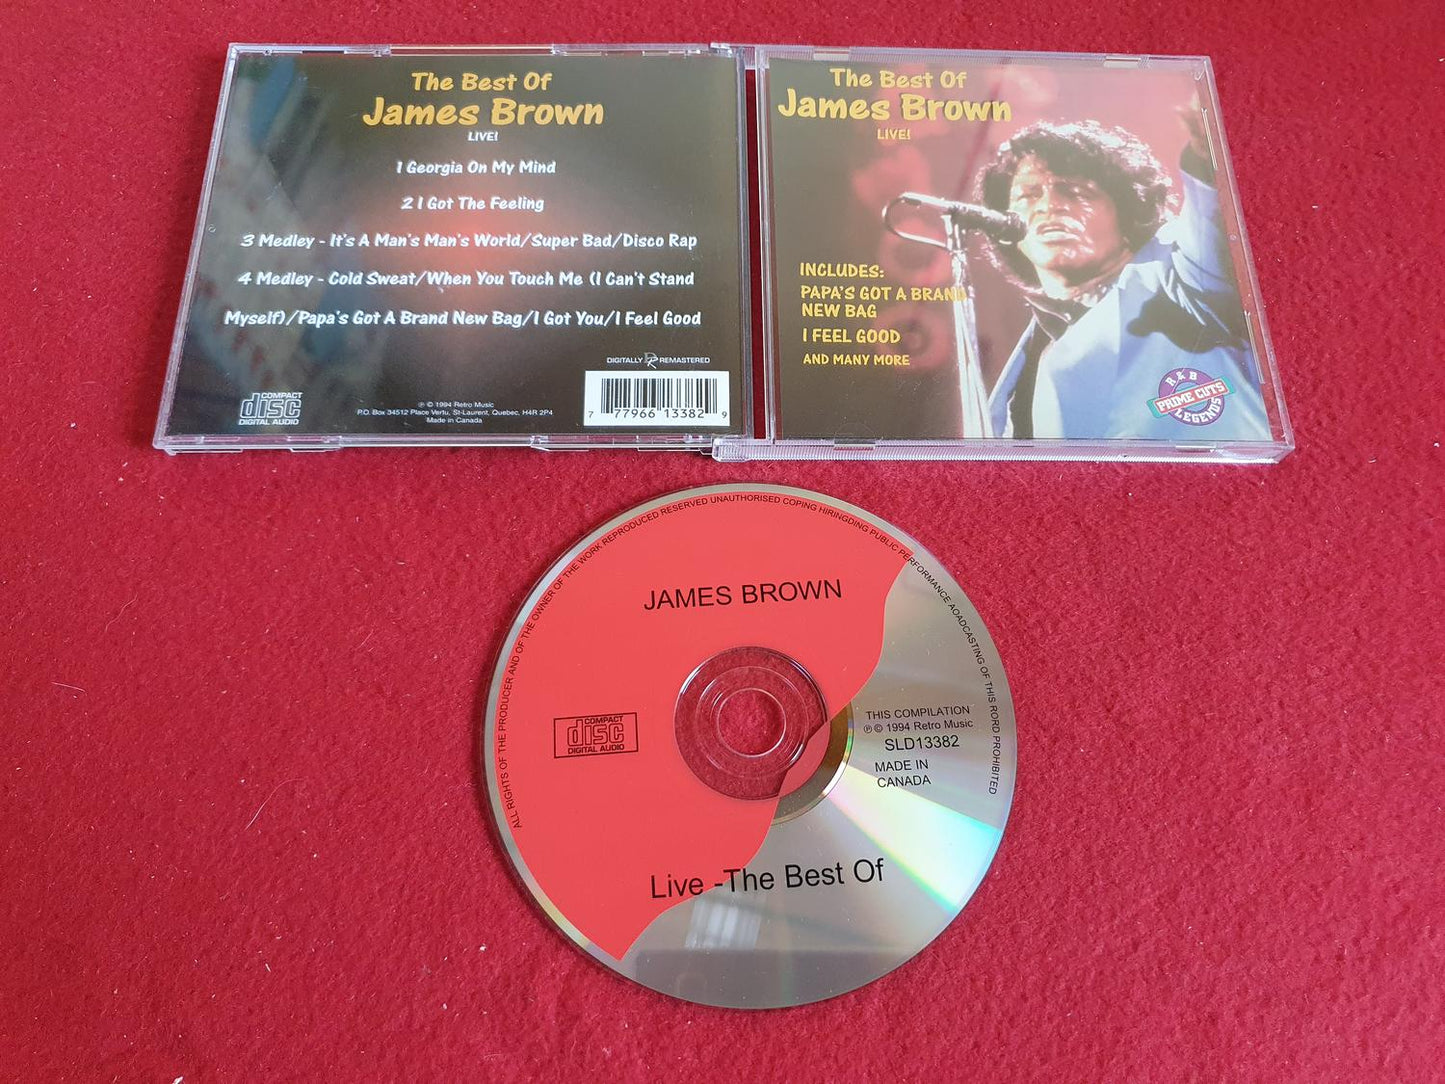 The Best Of
James Brown
LIVE!
1 Georgia On My Mind
2 I Got The Feeling
3 Medley - It's A Man's Man's World/Super Bad/Disco Rap
4 Medley - Cold Sweat/When You Touch Me (I Can't Stand
Myself)/Papa's Got A Brand New Bag/I Got You/I Feel Good
DIGITALLY DR REMASTERED
COMPACT
disc
DIGITAL AUDIO
℗ © 1994 Retro Music
P.O. Box 34512 Place Vertu, St-Laurent, Quebec, H4R 2P4
Made in Canada
7 77966 13382 9
The Best Of
James Brown
LIVE!
INCLUDES:
PAPA'S GOT A BRAND
NEW BAG
I FEEL GOOD
AND MANY MORE
R & B
PRIME CUTS
LEGENDS
ALL RIGHTS OF THE PRODUCER AND OF THE OWNER OF THE WORK REPRODUCED RESERVED UNAUTHORISED COPING HIRINGDING PUBLIC PERFORMANCE AOADCASTING OF THIS RORD PROHIBITED
JAMES BROWN
COMPACT
disc
DIGITAL AUDIO
THIS COMPILATION
℗ © 1994 Retro Music
SLD13382
MADE IN
CANADA
Live -The Best Of